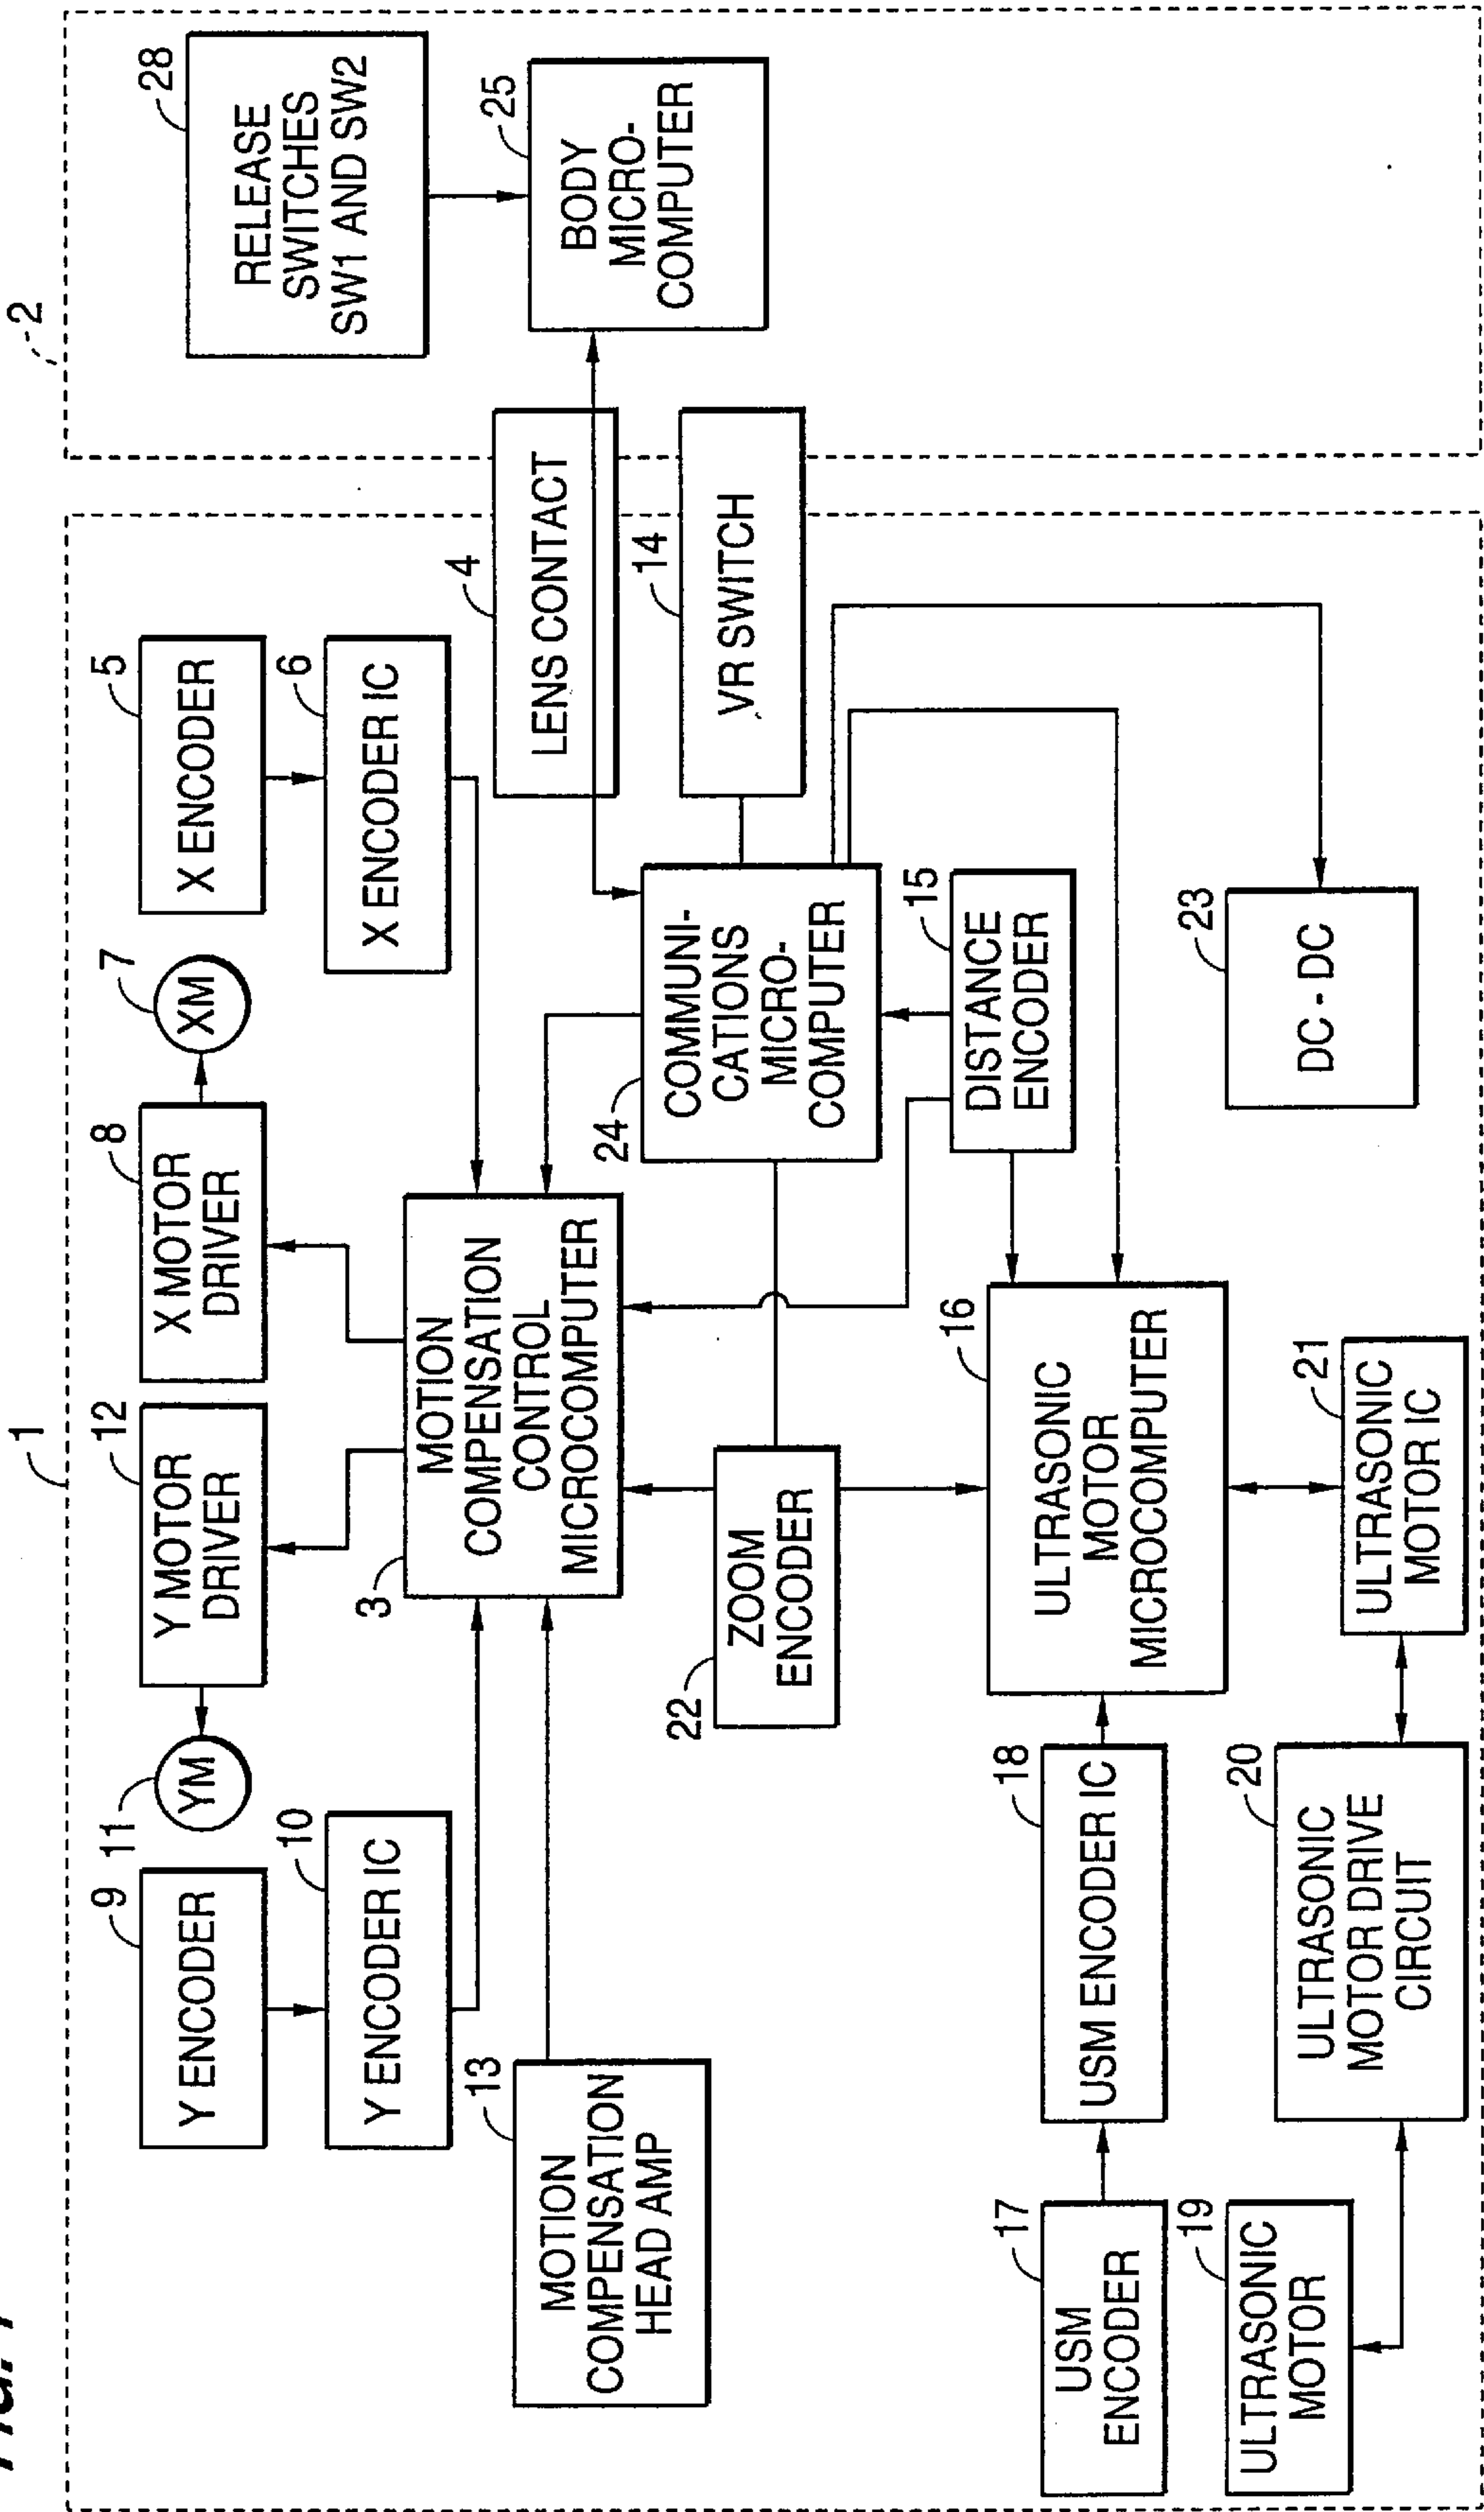 1
2
9
Y ENCODER
11
YM
12
Y MOTOR
DRIVER
8
X MOTOR
DRIVER
7
XM
5
X ENCODER
28
RELEASE
SWITCHES
SW1 AND SW2
10
Y ENCODER IC
6
X ENCODER IC
3
MOTION
COMPENSATION
CONTROL
MICROCOMPUTER
13
MOTION
COMPENSATION
HEAD AMP
4
LENS CONTACT
25
BODY
MICRO-
COMPUTER
22
ZOOM
ENCODER
24
COMMUNI-
CATIONS
MICRO-
COMPUTER
14
VR SWITCH
15
DISTANCE
ENCODER
17
USM
ENCODER
18
USM ENCODER IC
16
ULTRASONIC
MOTOR
MICROCOMPUTER
19
ULTRASONIC
MOTOR
20
ULTRASONIC
MOTOR DRIVE
CIRCUIT
21
ULTRASONIC
MOTOR IC
23
DC - DC